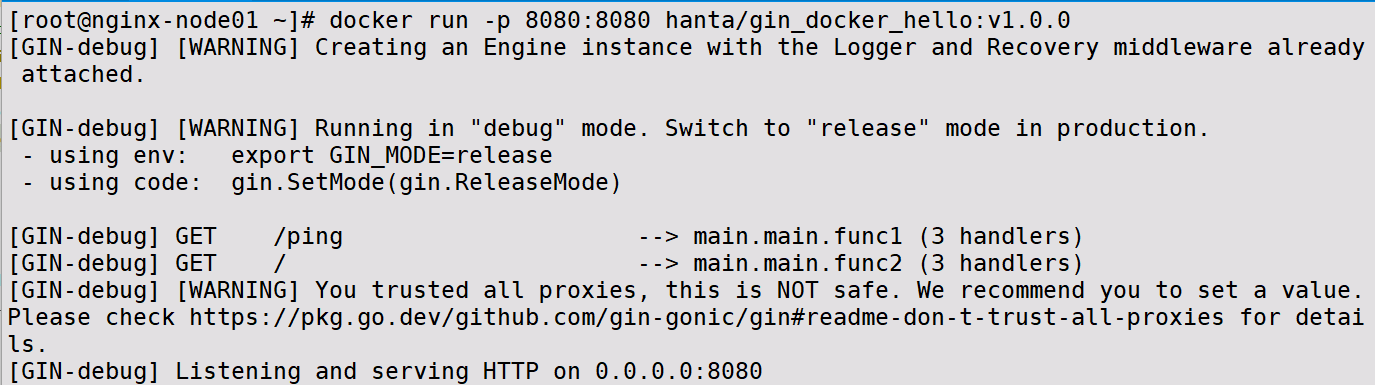 [root@nginx-node01 ~]# docker run -p 8080:8080 hanta/gin_docker_hello:v1.0.0
[GIN-debug] [WARNING] Creating an Engine instance with the Logger and Recovery middleware already
 attached.
[GIN-debug] [WARNING] Running in "debug" mode. Switch to "release" mode in production.
 - using env:   export GIN_MODE=release
 - using code:  gin.SetMode(gin.ReleaseMode)
[GIN-debug] GET    /ping                     --> main.main.func1 (3 handlers)
[GIN-debug] GET    /                         --> main.main.func2 (3 handlers)
[GIN-debug] [WARNING] You trusted all proxies, this is NOT safe. We recommend you to set a value.
Please check https://pkg.go.dev/github.com/gin-gonic/gin#readme-don-t-trust-all-proxies for detai
ls.
[GIN-debug] Listening and serving HTTP on 0.0.0.0:8080